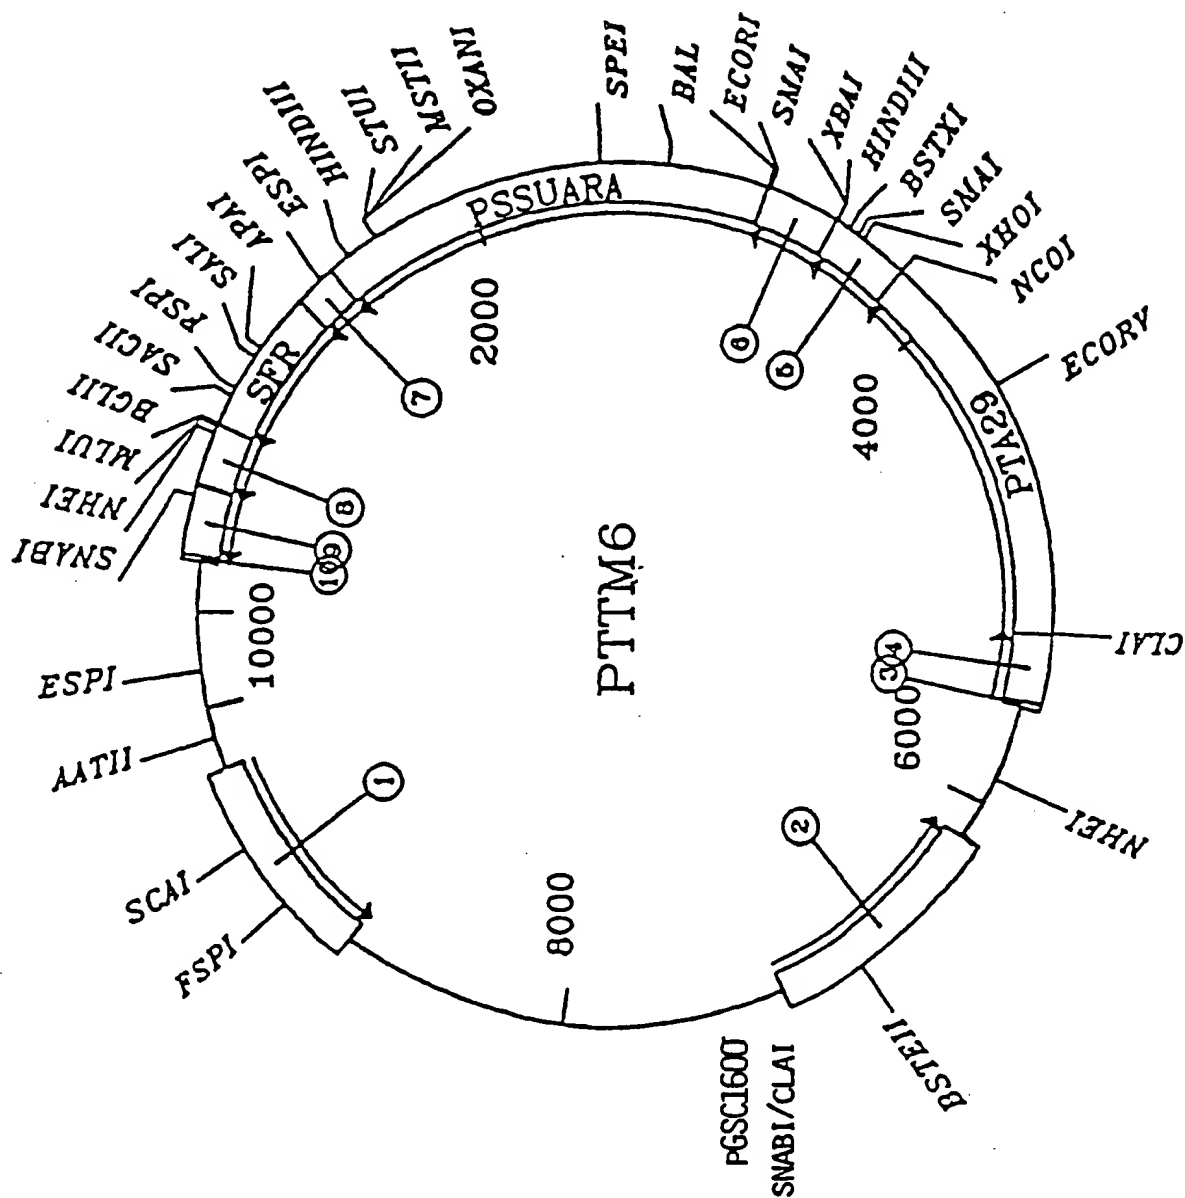 PTTM6
SNABI
NHEI
MLUI
BCLII
SACII
FSPI
SALI
APAI
ESPI
HINDIII
STUI
MSTII
OXANI
SPEI
BAL
ECORI
SMAI
XBAI
HINDIII
BSTXI
SMAI
XHOI
NCOI
ECORV
CLAI
NHEI
BSTEII
FSPI
SCAI
AATII
ESPI
SFR
PSSUARA
PTA29
2000
4000
6000
8000
10000
1
2
3
4
5
6
7
8
9
10
PGSC1600
SNABI/CLAI